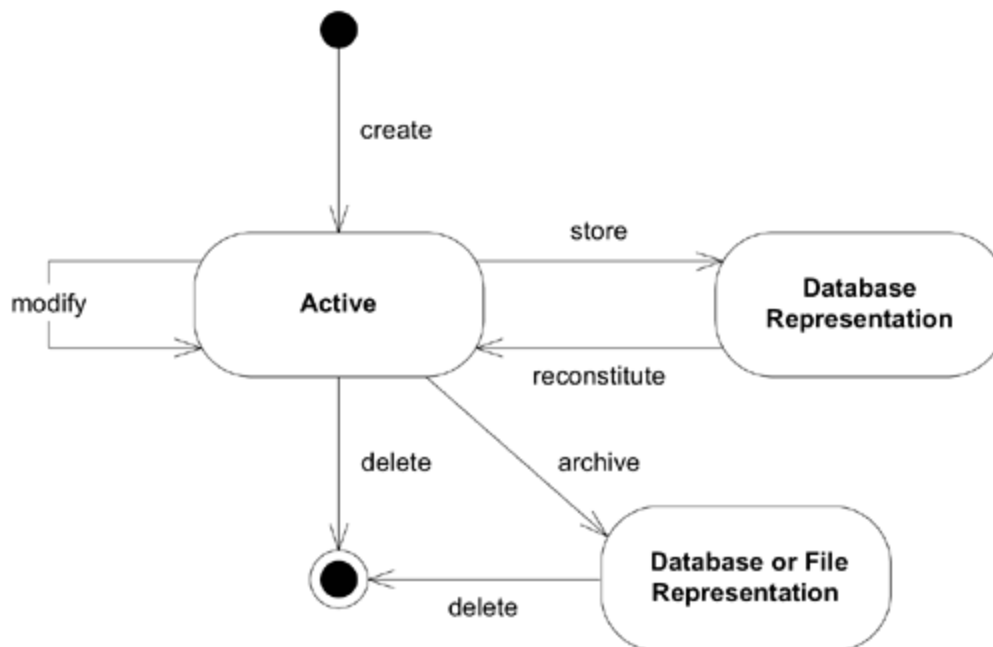 create
store
modify
Active
Database
Representation
reconstitute
delete
archive
Database or File
Representation
delete